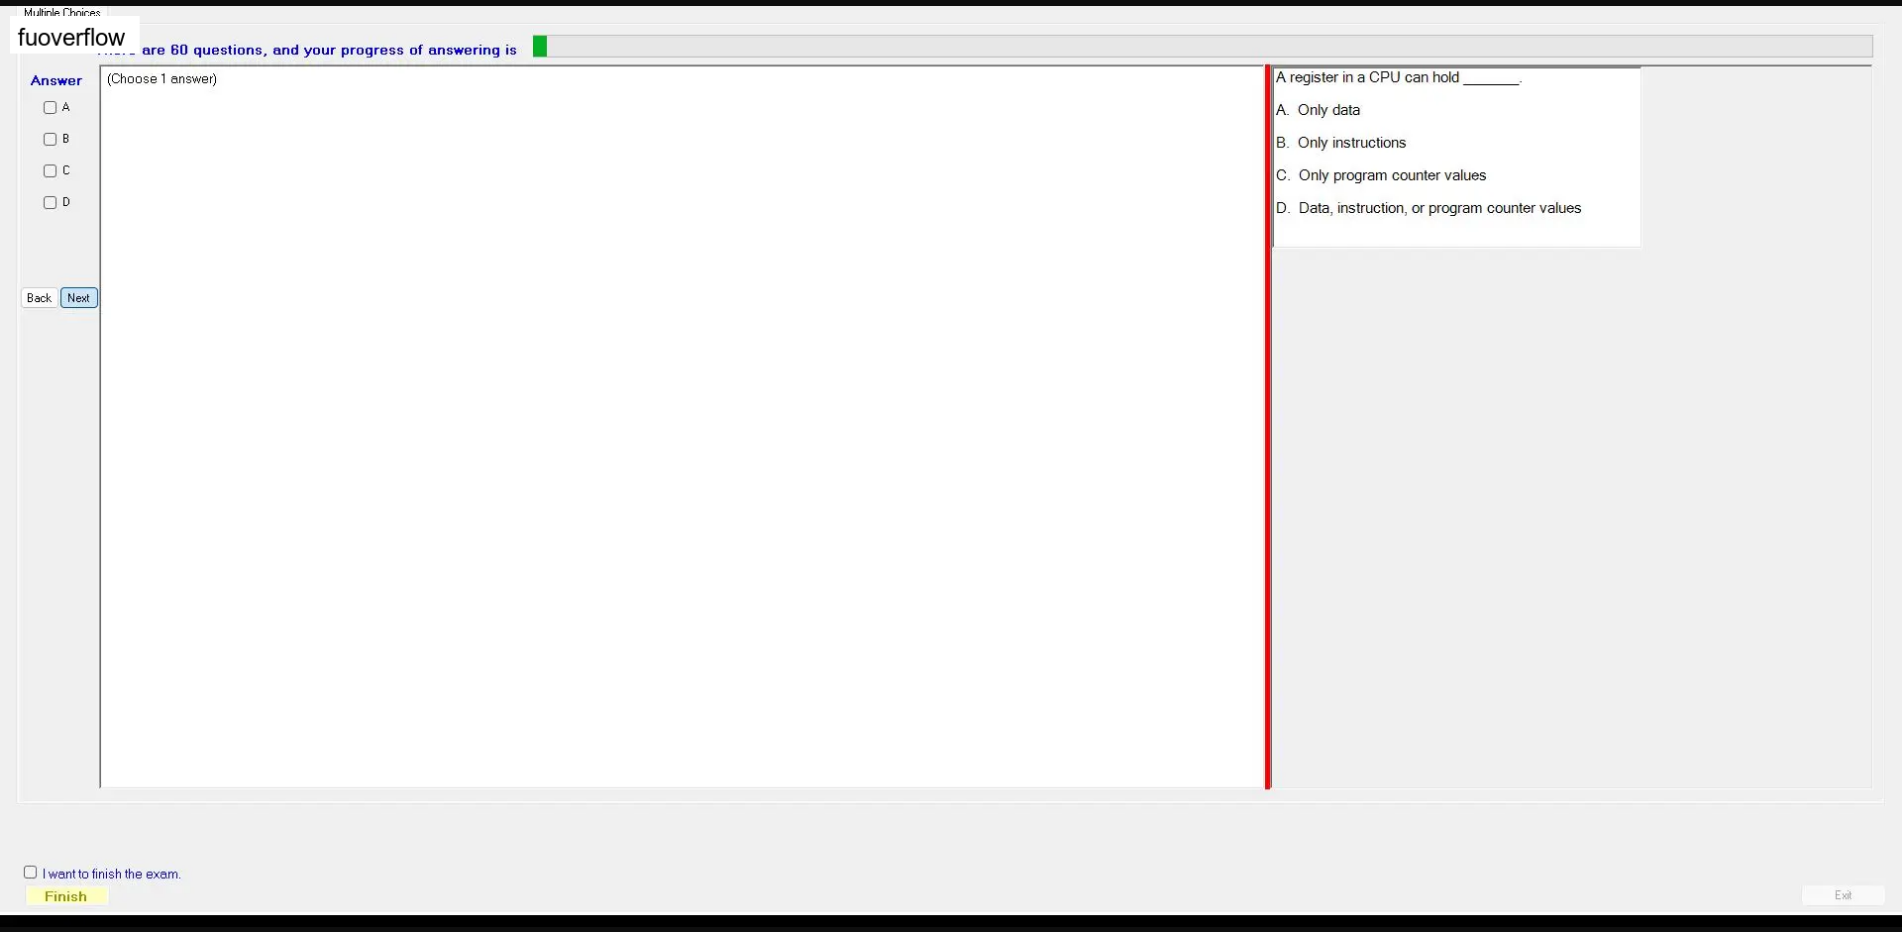 Multiple Choices
fuoverflow
are 60 questions, and your progress of answering is
Answer
(Choose 1 answer)
A
B
C
D
Back Next
A register in a CPU can hold _______.
A. Only data
B. Only instructions
C. Only program counter values
D. Data, instruction, or program counter values
I want to finish the exam.
Finish
Exit